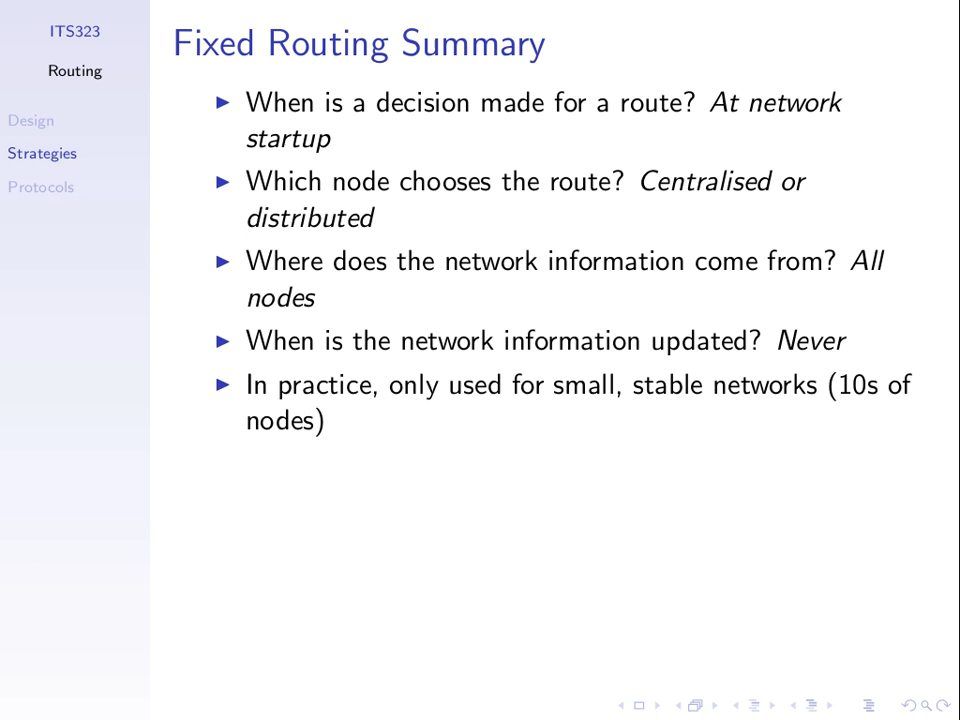 ITS323
Routing
Design
Strategies
Protocols
Fixed Routing Summary
When is a decision made for a route? At network
startup
Which node chooses the route? Centralised or
distributed
Where does the network information come from? All
nodes
When is the network information updated? Never
In practice, only used for small, stable networks (10s of
nodes)